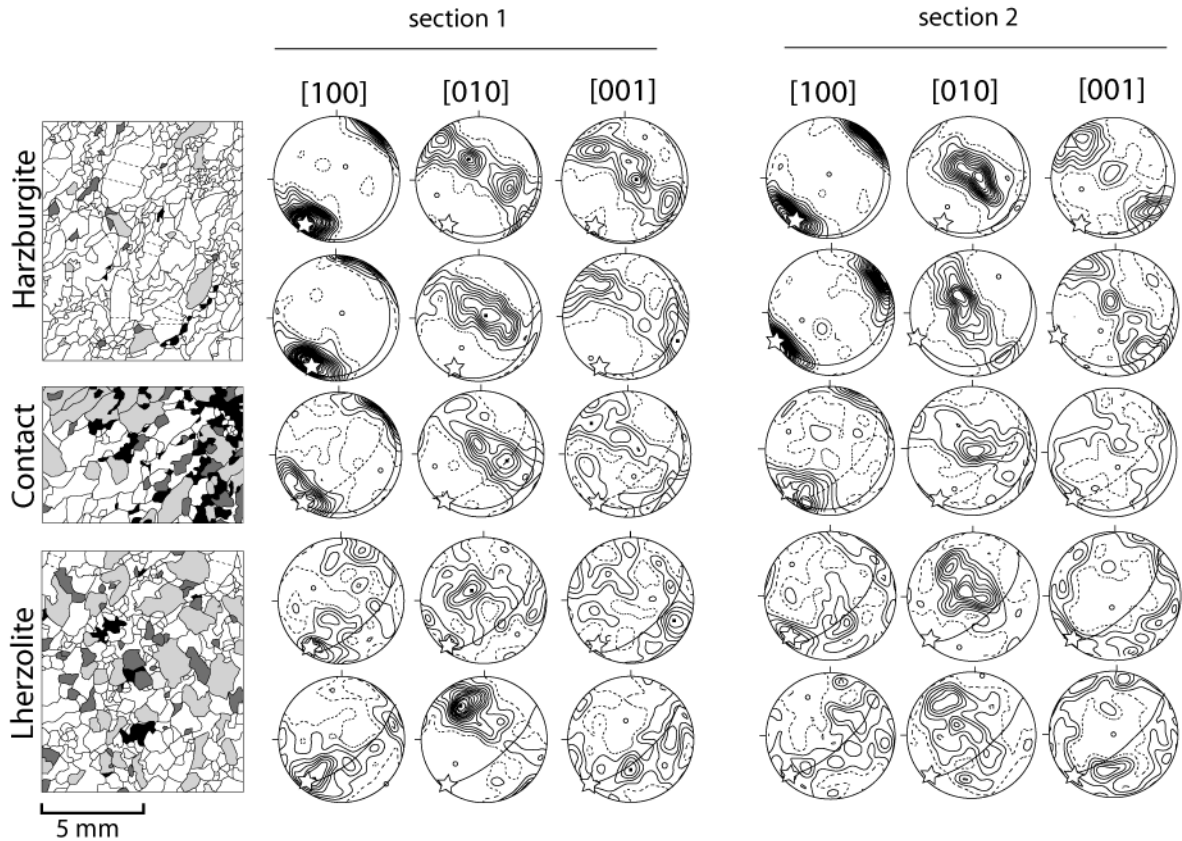 section 1 section 2
[100] [010] [001] [100] [010] [001]
Harzburgite
Contact
Lherzolite
5 mm